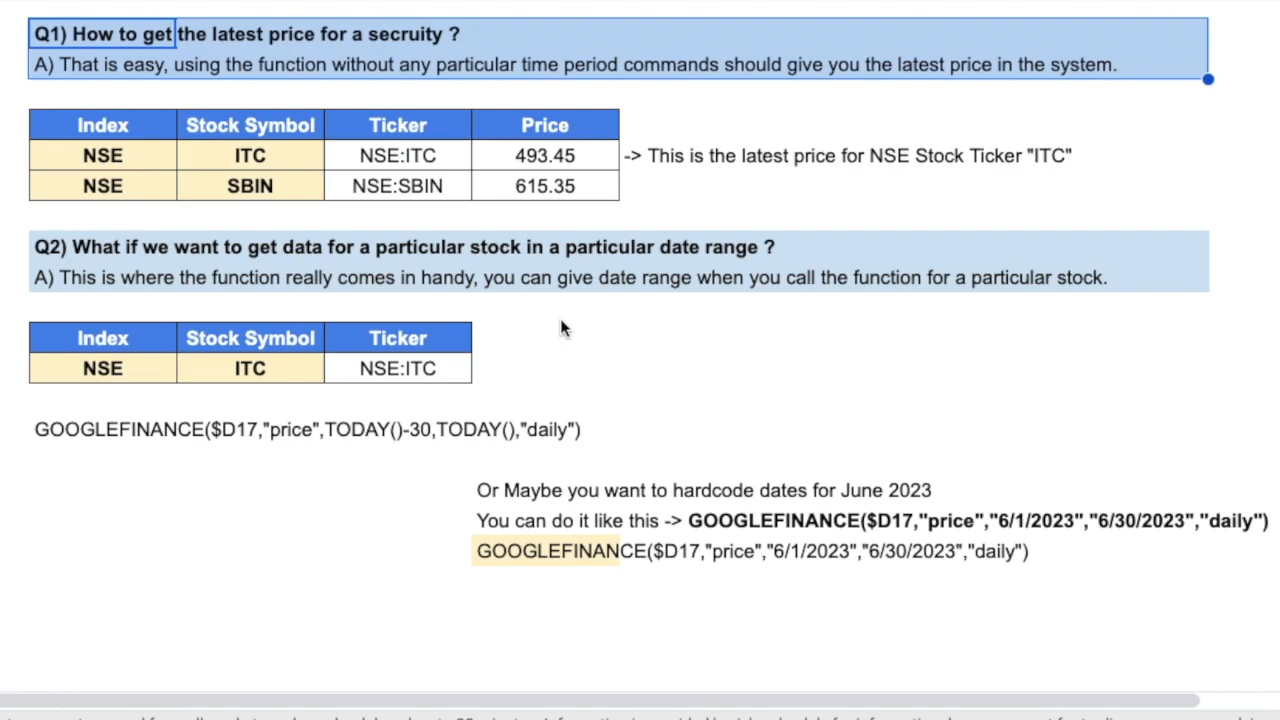 Q1) How to get the latest price for a secruity ?
A) That is easy, using the function without any particular time period commands should give you the latest price in the system.
Index Stock Symbol Ticker Price
NSE ITC NSE:ITC 493.45 -> This is the latest price for NSE Stock Ticker "ITC"
NSE SBIN NSE:SBIN 615.35
Q2) What if we want to get data for a particular stock in a particular date range ?
A) This is where the function really comes in handy, you can give date range when you call the function for a particular stock.
Index Stock Symbol Ticker
NSE ITC NSE:ITC
GOOGLEFINANCE($D17,"price",TODAY()-30,TODAY(),"daily")
Or Maybe you want to hardcode dates for June 2023
You can do it like this -> GOOGLEFINANCE($D17,"price","6/1/2023","6/30/2023","daily")
GOOGLEFINANCE($D17,"price","6/1/2023","6/30/2023","daily")